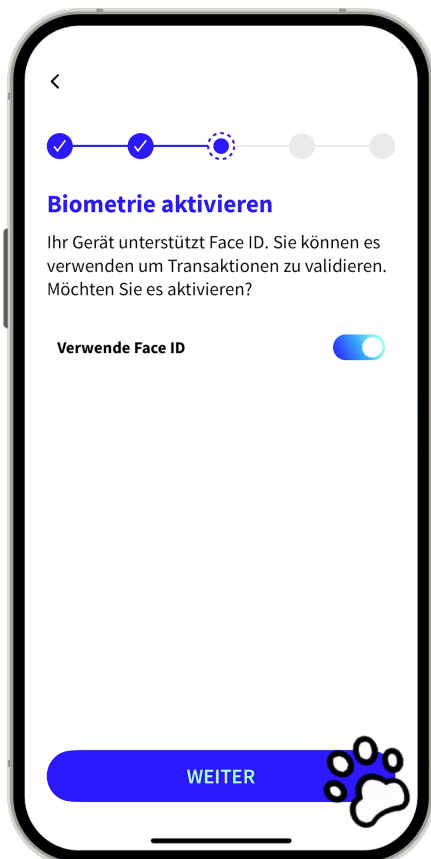 Biometrie aktivieren
Ihr Gerät unterstützt Face ID. Sie können es
verwenden um Transaktionen zu validieren.
Möchten Sie es aktivieren?
Verwende Face ID
WEITER